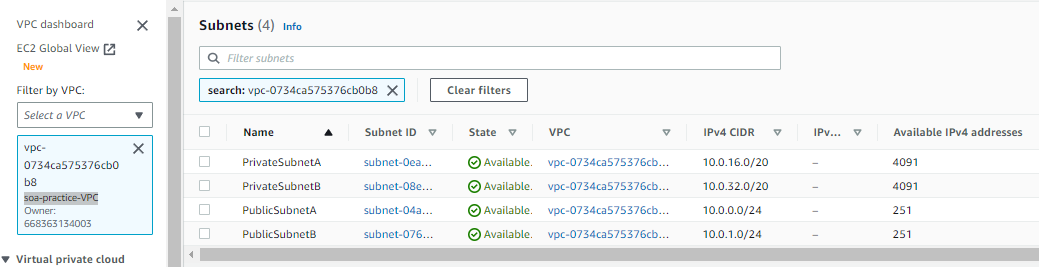 VPC dashboard
EC2 Global View
New
Filter by VPC:
Select a VPC
vpc-
0734ca575376cb0
b8
soa-practice-VPC
Owner:
668363134003
Virtual private cloud
Subnets (4) Info
Filter subnets
search: vpc-0734ca575376cb0b8
Clear filters
Name Subnet ID State VPC IPv4 CIDR IPv... Available IPv4 addresses
PrivateSubnetA subnet-0ea... Available. vpc-0734ca575376cb... 10.0.16.0/20 – 4091
PrivateSubnetB subnet-08e... Available. vpc-0734ca575376cb... 10.0.32.0/20 – 4091
PublicSubnetA subnet-04a... Available. vpc-0734ca575376cb... 10.0.0.0/24 – 251
PublicSubnetB subnet-076... Available. vpc-0734ca575376cb... 10.0.1.0/24 – 251